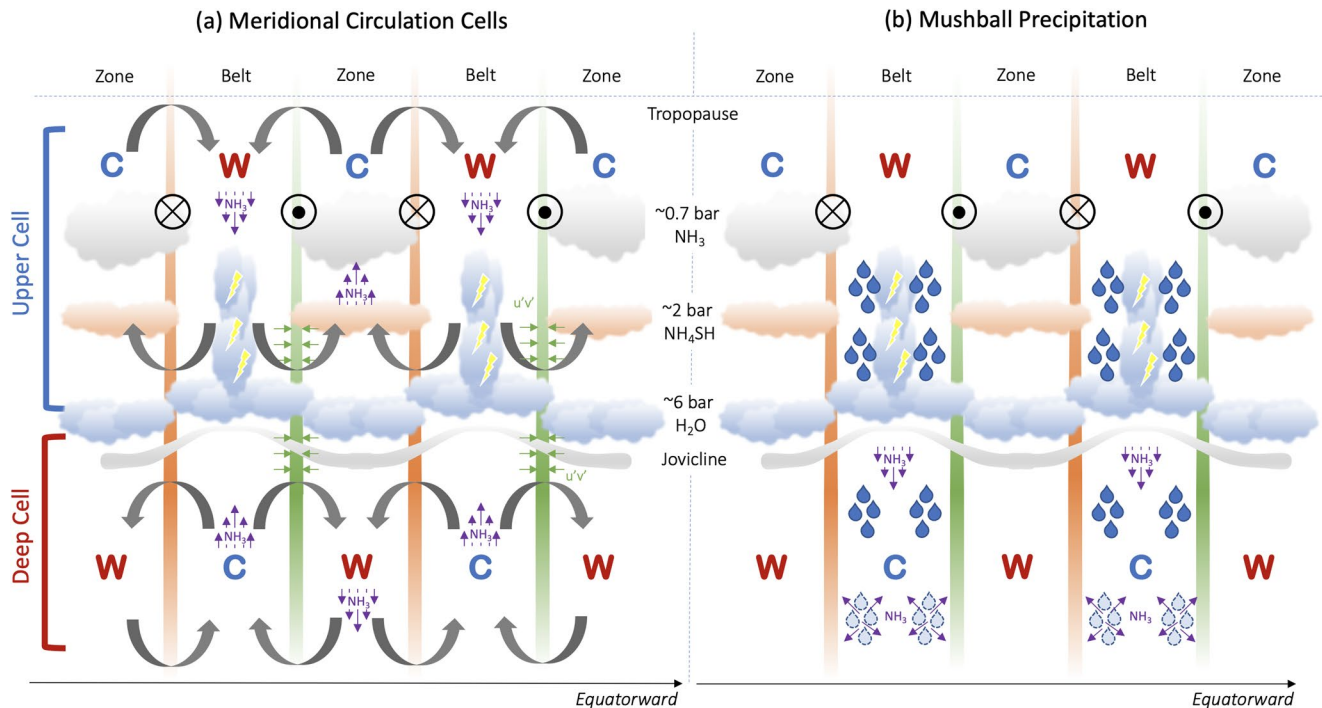 (a) Meridional Circulation Cells
(b) Mushball Precipitation
Zone Belt Zone Belt Zone
Zone Belt Zone Belt Zone
Tropopause
C W C W C
C W C W C
NH₃ NH₃
~0.7 bar
NH₃
Upper Cell
NH₃
u'v' u'v'
~2 bar
NH₄SH
~6 bar
H₂O
Jovicline
u'v'
NH₃ NH₃
Deep Cell
NH₃ NH₃
W C W C W
W C W C W
NH₃
NH₃ NH₃
Equatorward
Equatorward